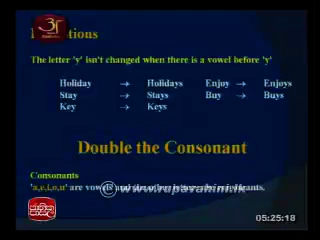 The letter 'y' isn't changed when there is a vowel before 'y'
Holiday → Holidays Enjoy → Enjoys
Stay → Stays Buy → Buys
Key → Keys
Double the Consonant
Consonants
'a,e,i,o,u' are vowels and
05:25:18